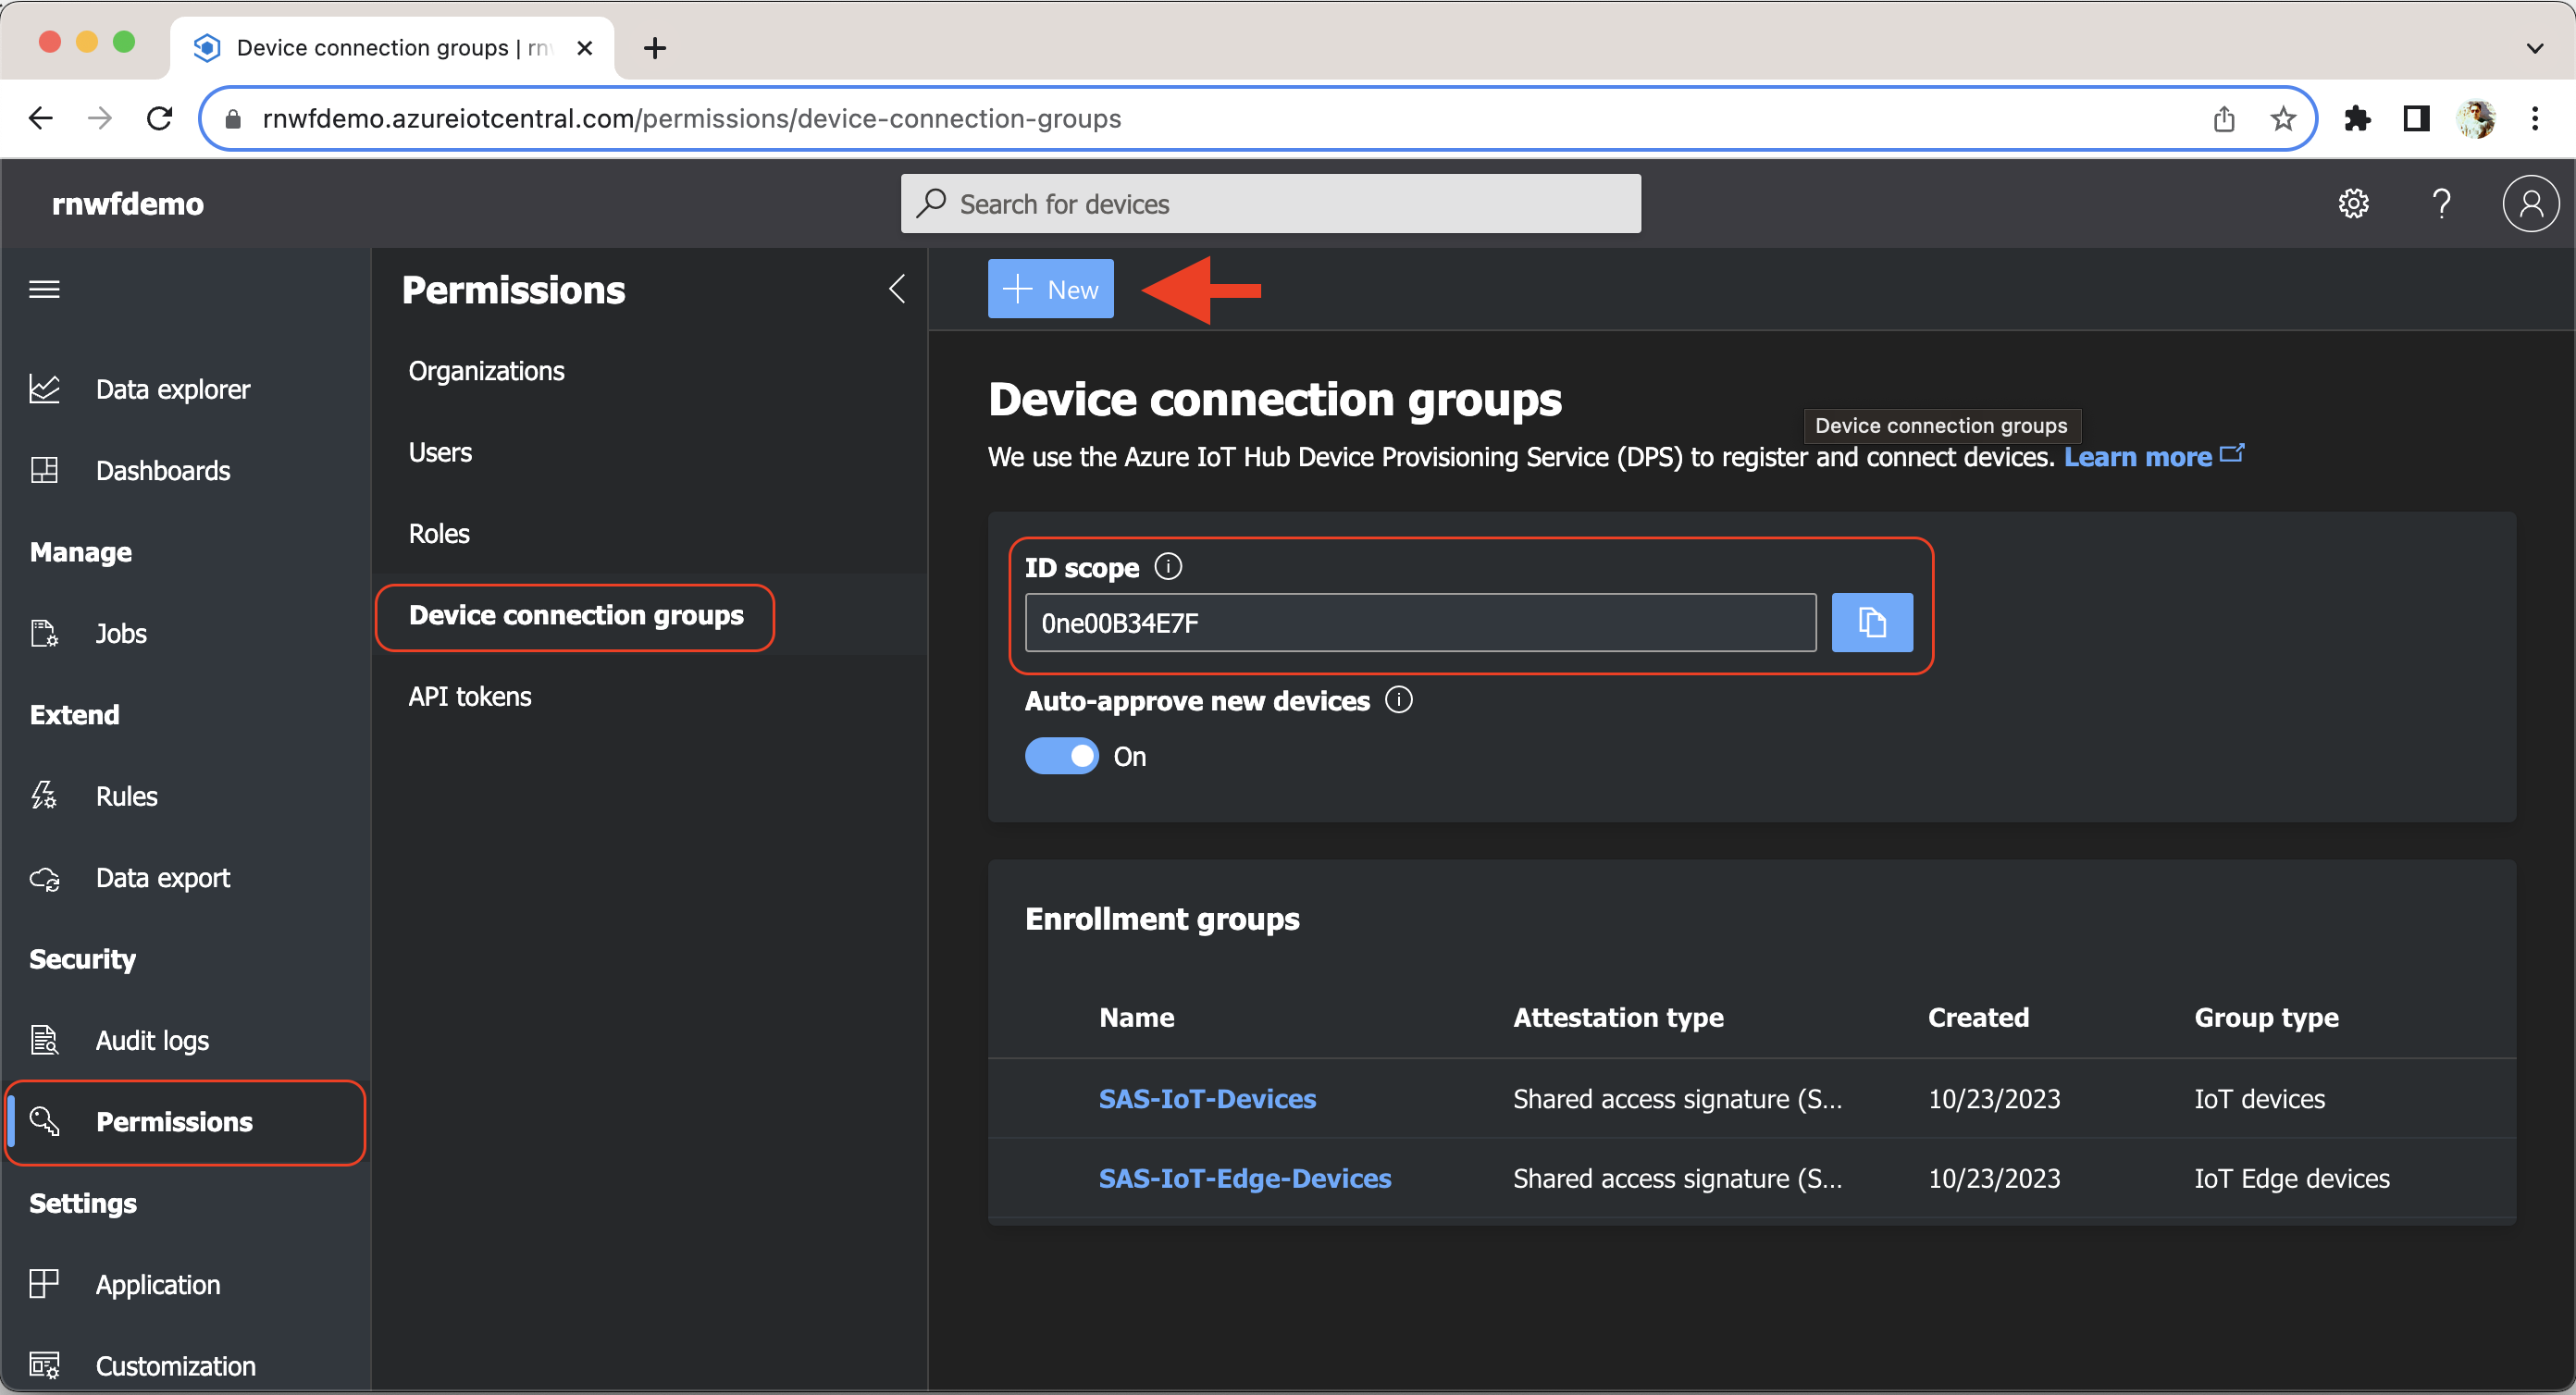 Device connection groups | rnw
rnwfdemo.azureiotcentral.com/permissions/device-connection-groups
rnwfdemo
Search for devices
?
Data explorer
Dashboards
Manage
Jobs
Extend
Rules
Data export
Security
Audit logs
Permissions
Settings
Application
Customization
Permissions
Organizations
Users
Roles
Device connection groups
API tokens
+ New
Device connection groups
Device connection groups
We use the Azure IoT Hub Device Provisioning Service (DPS) to register and connect devices. Learn more
ID scope
0ne00B34E7F
Auto-approve new devices
On
Enrollment groups
Name Attestation type Created Group type
SAS-IoT-Devices Shared access signature (S... 10/23/2023 IoT devices
SAS-IoT-Edge-Devices Shared access signature (S... 10/23/2023 IoT Edge devices